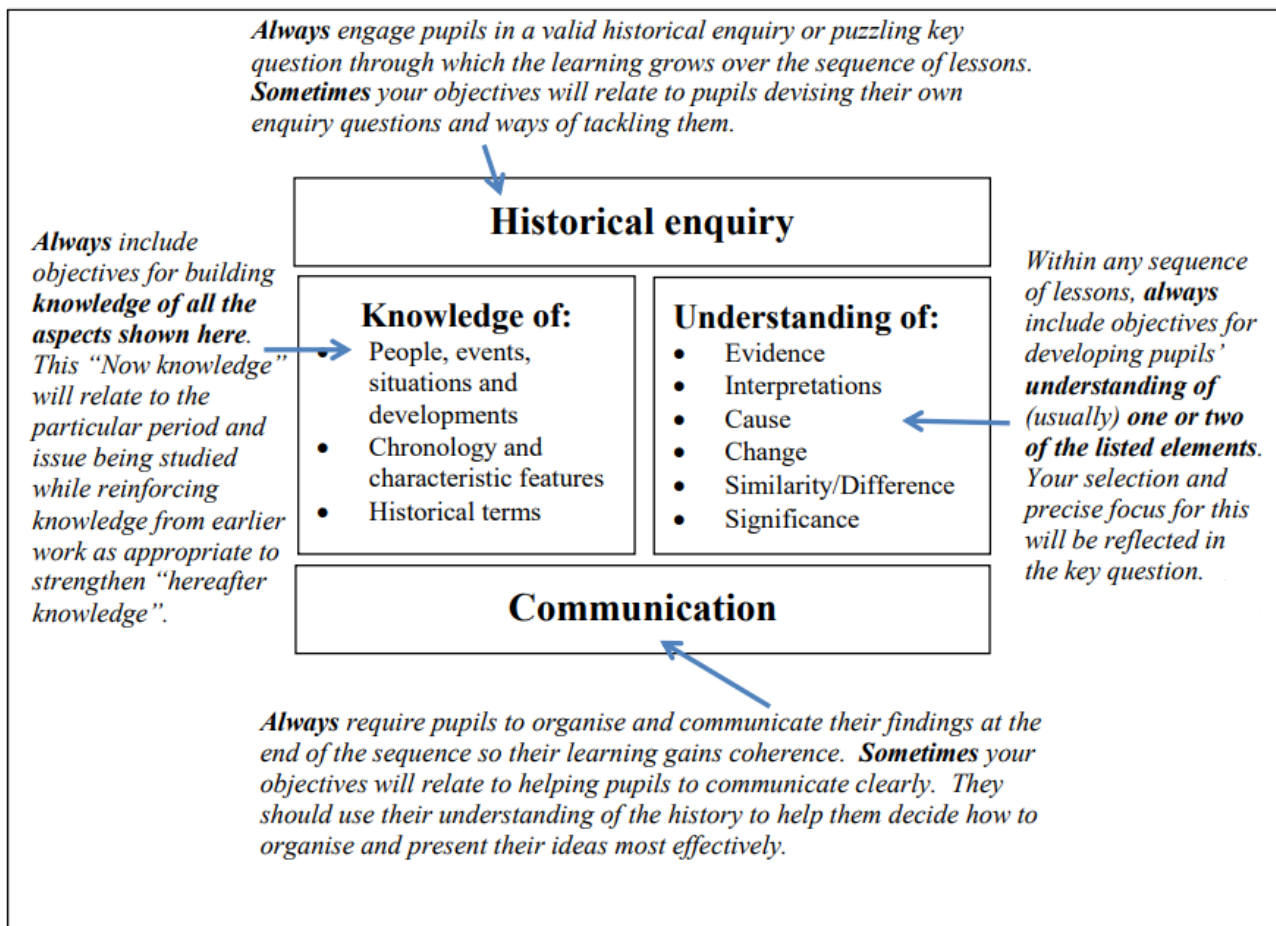 Always engage pupils in a valid historical enquiry or puzzling key
question through which the learning grows over the sequence of lessons.
Sometimes your objectives will relate to pupils devising their own
enquiry questions and ways of tackling them.
Historical enquiry
Always include
objectives for building
knowledge of all the
aspects shown here.
This “Now knowledge”
will relate to the
particular period and
issue being studied
while reinforcing
knowledge from earlier
work as appropriate to
strengthen “hereafter
knowledge”.
Knowledge of:
• People, events,
situations and
developments
• Chronology and
characteristic features
• Historical terms
Understanding of:
• Evidence
• Interpretations
• Cause
• Change
• Similarity/Difference
• Significance
Within any sequence
of lessons, always
include objectives for
developing pupils’
understanding of
(usually) one or two
of the listed elements.
Your selection and
precise focus for this
will be reflected in
the key question.
Communication
Always require pupils to organise and communicate their findings at the
end of the sequence so their learning gains coherence. Sometimes your
objectives will relate to helping pupils to communicate clearly. They
should use their understanding of the history to help them decide how to
organise and present their ideas most effectively.